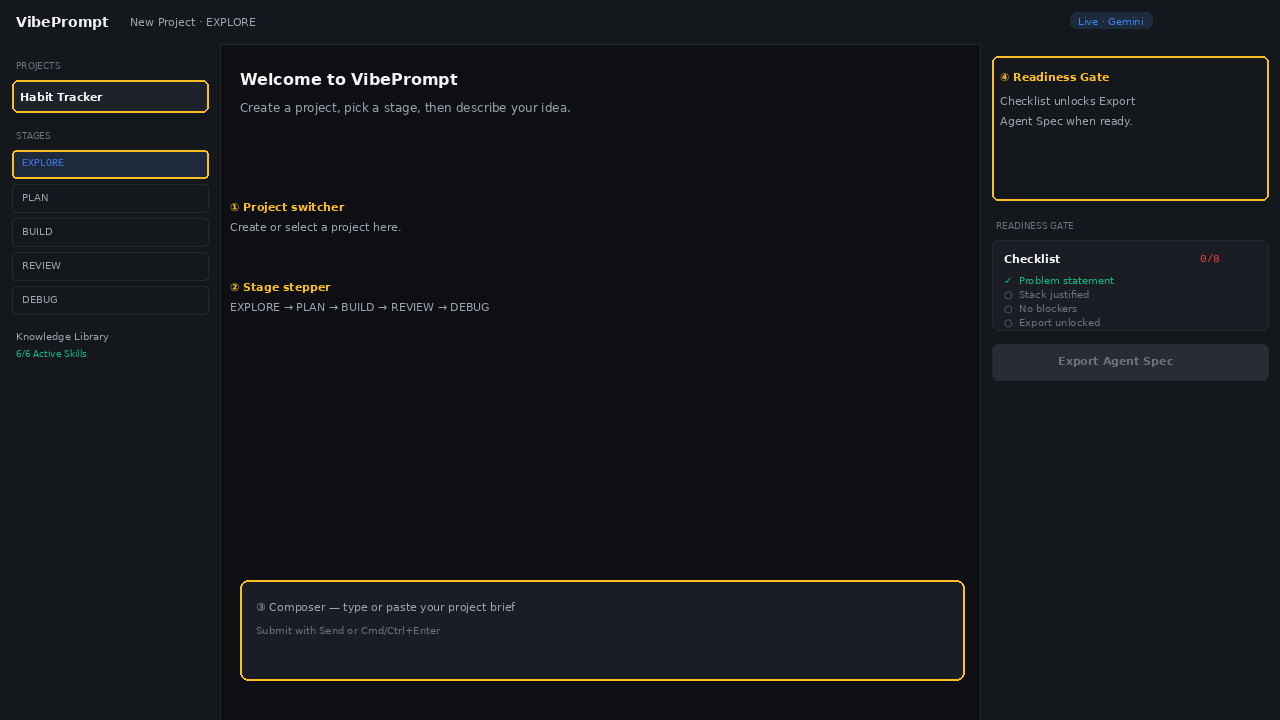 VibePrompt
New Project · EXPLORE
Live · Gemini
PROJECTS
Habit Tracker
STAGES
EXPLORE
PLAN
BUILD
REVIEW
DEBUG
Knowledge Library
6/6 Active Skills
Welcome to VibePrompt
Create a project, pick a stage, then describe your idea.
① Project switcher
Create or select a project here.
② Stage stepper
EXPLORE → PLAN → BUILD → REVIEW → DEBUG
③ Composer — type or paste your project brief
Submit with Send or Cmd/Ctrl+Enter
④ Readiness Gate
Checklist unlocks Export
Agent Spec when ready.
READINESS GATE
Checklist 0/8
✓ Problem statement
○ Stack justified
○ No blockers
○ Export unlocked
Export Agent Spec